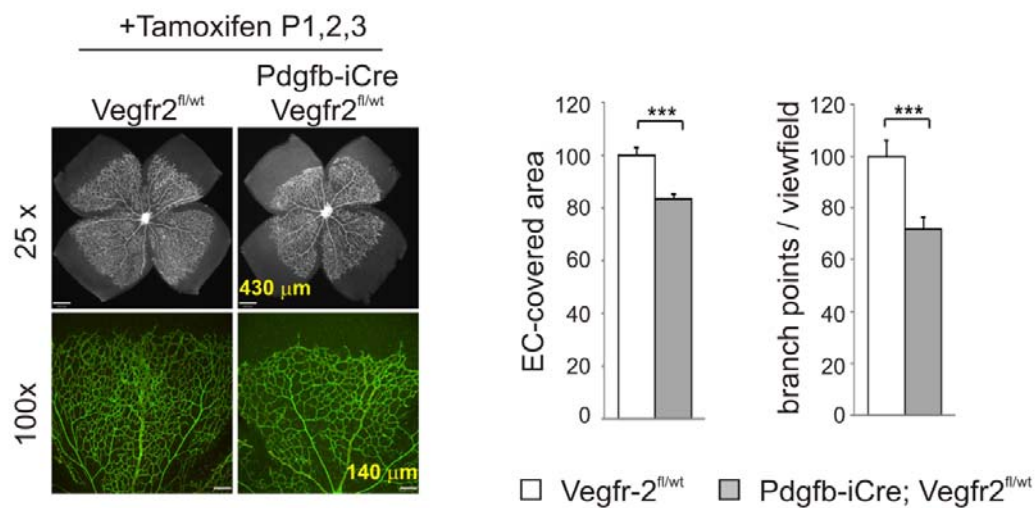 +Tamoxifen P1,2,3
Vegfr2fl/wt
Pdgfb-iCre
Vegfr2fl/wt
25 x
430 µm
100x
140 µm
EC-covered area
120
100
80
60
40
20
0
***
branch points / viewfield
120
100
80
60
40
20
0
***
Vegfr-2fl/wt
Pdgfb-iCre; Vegfr2fl/wt